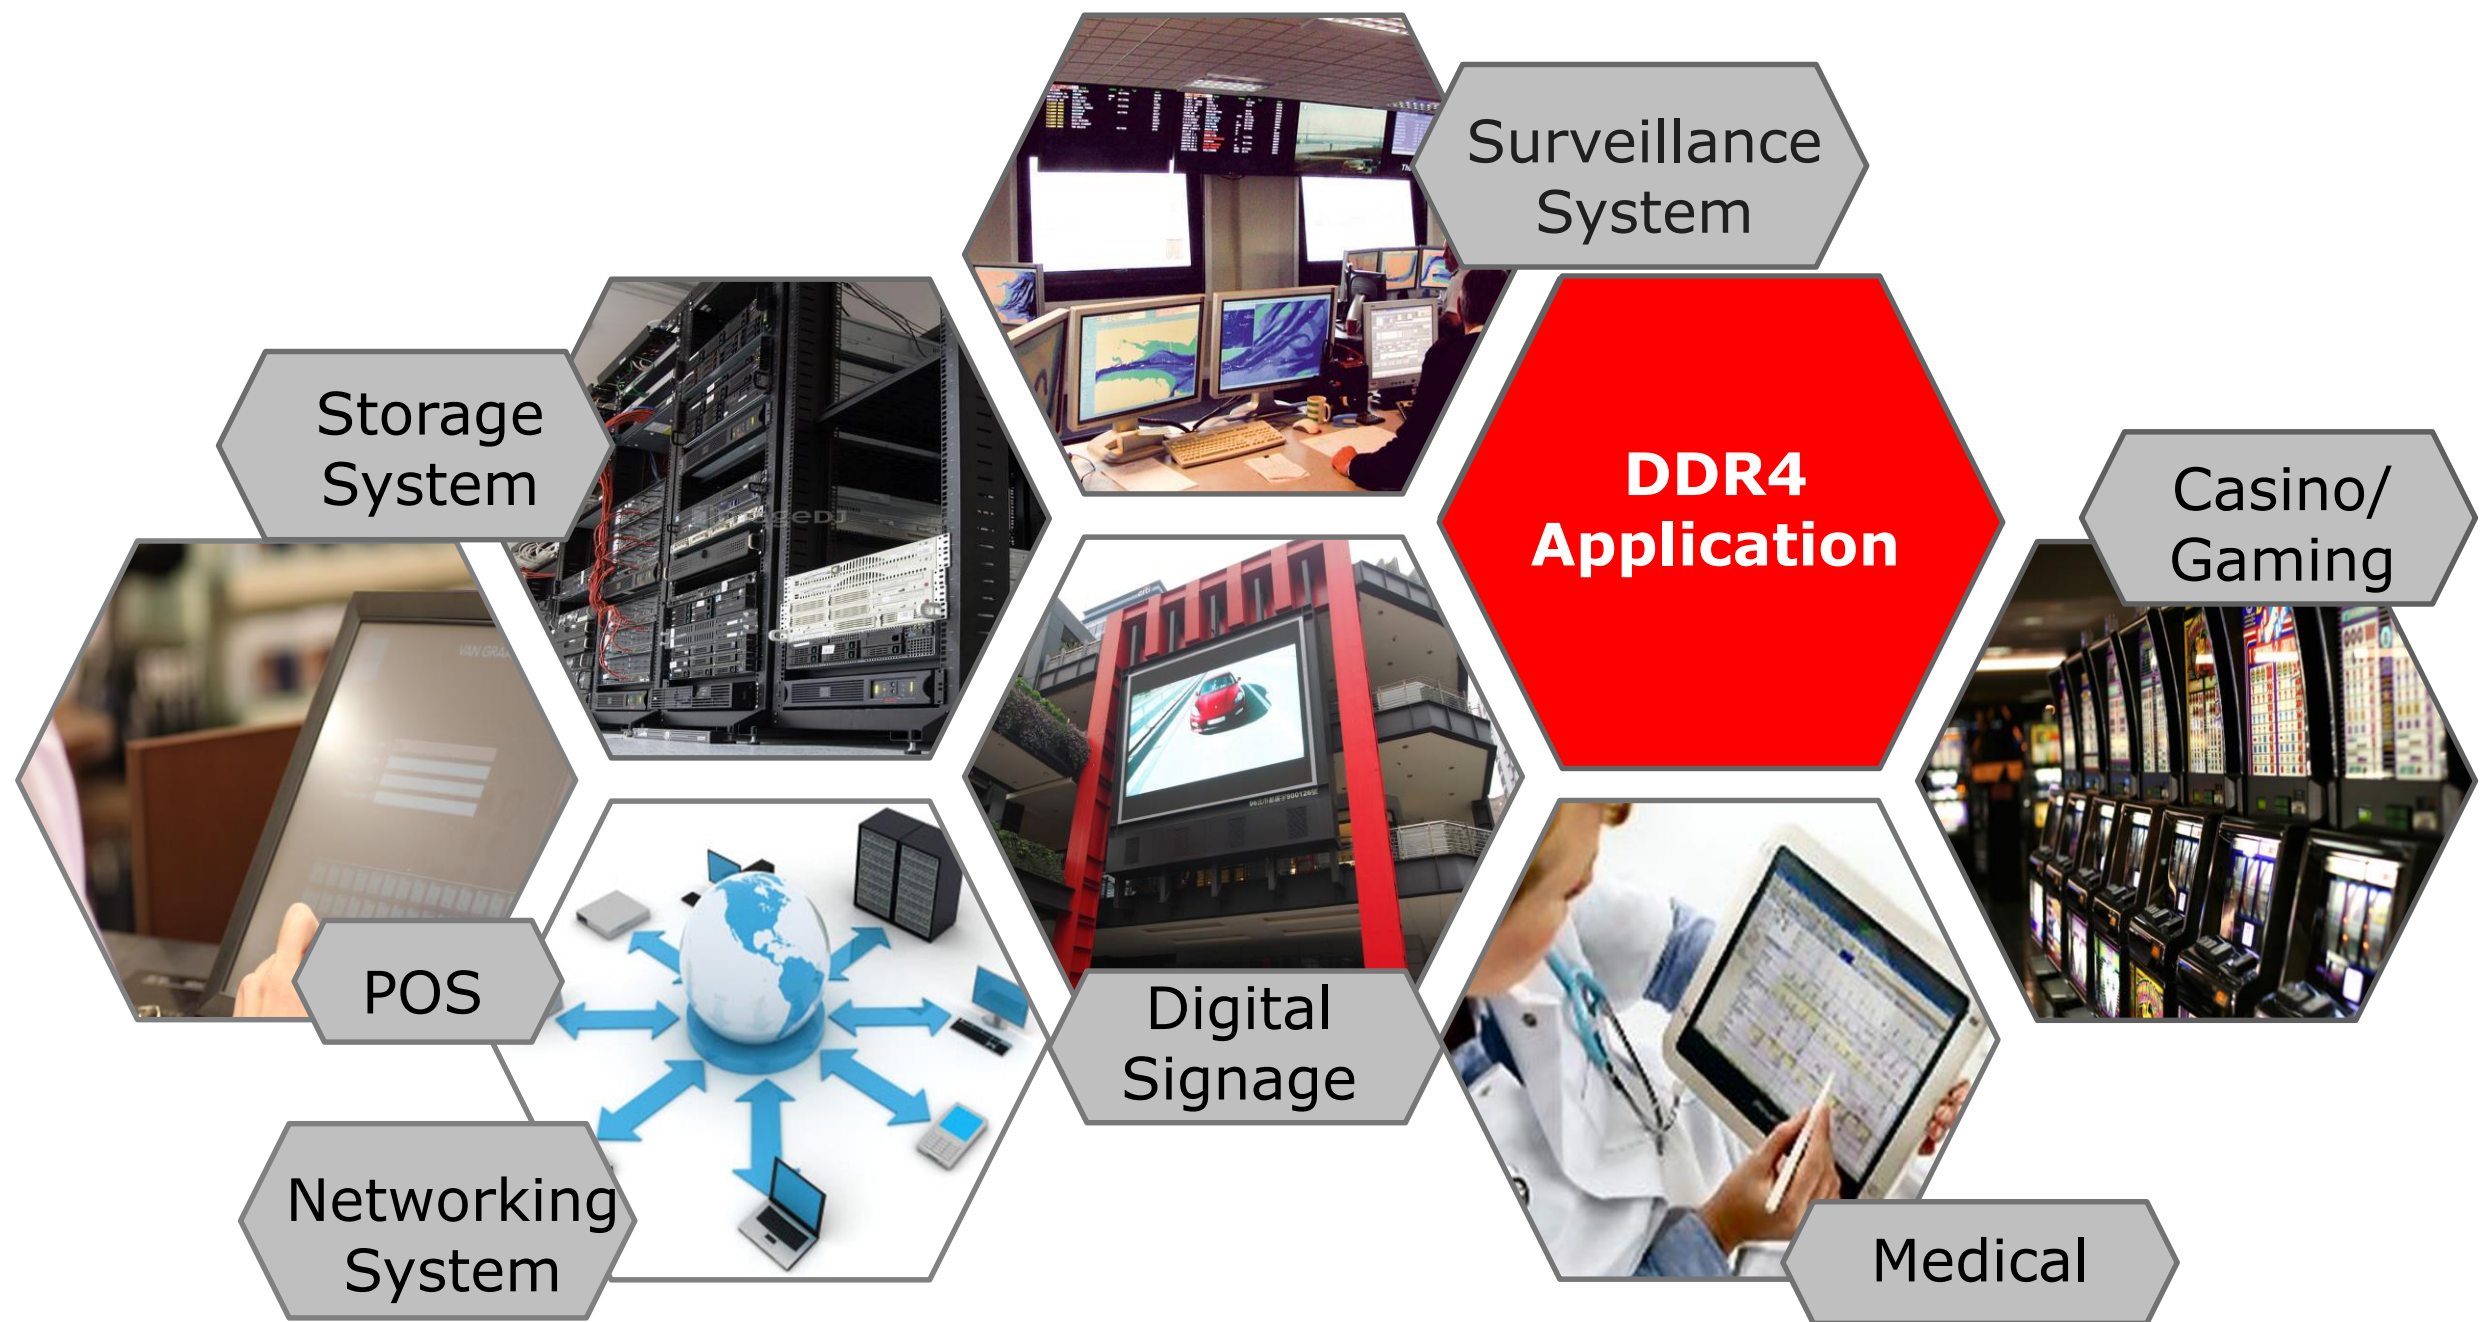 Surveillance
System
Storage
System
DDR4
Application
Casino/
Gaming
POS
Digital
Signage
Networking
System
Medical